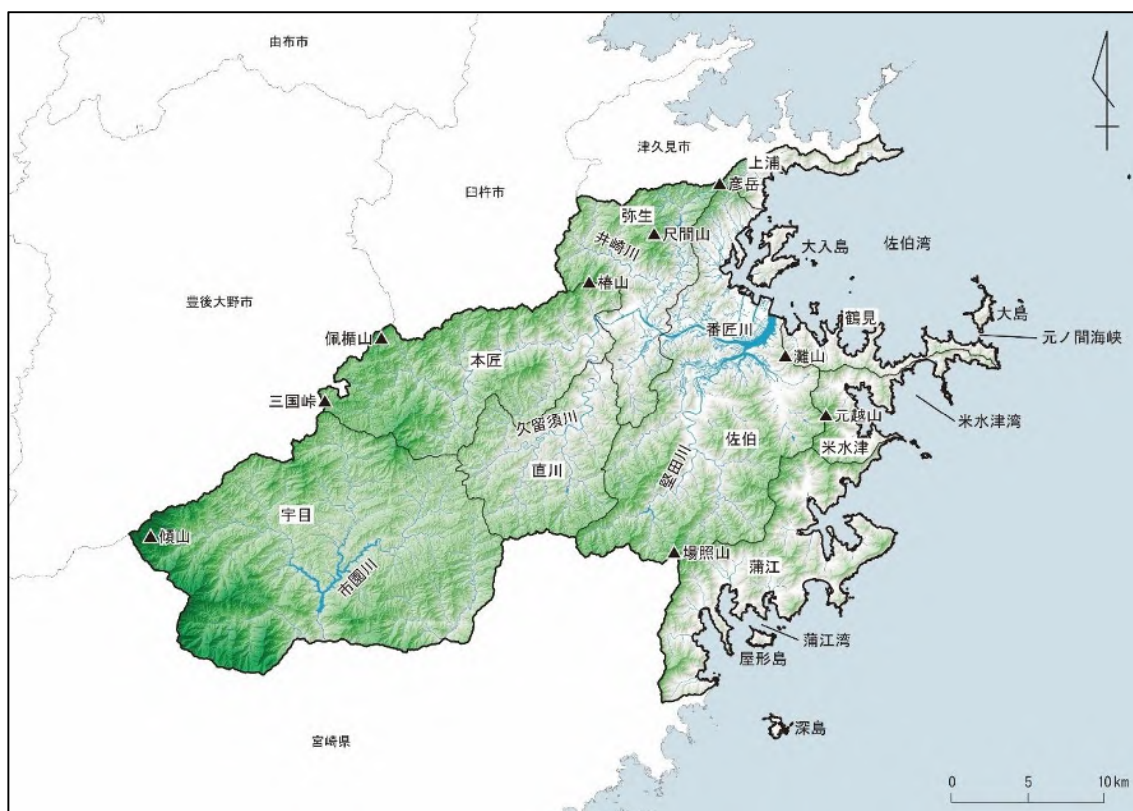 由布市
津久見市
上浦
彦岳
臼杵市
弥生
尺間山
大入島
佐伯湾
井崎川
椿山
豊後大野市
鶴見
大島
番匠川
元ノ間海峡
佩楯山
灘山
本匠
三国峠
米水津湾
久留須川
元越山
佐伯
米水津
堅田川
直川
宇目
傾山
場照山
市園川
蒲江
蒲江湾
屋形島
深島
宮崎県
0 5 10km